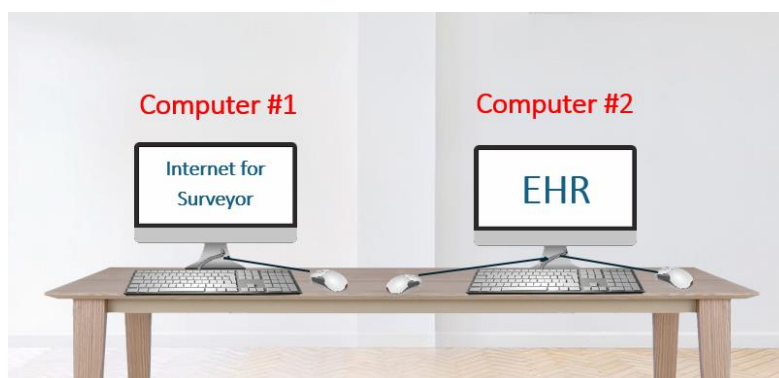 Computer #1
Computer #2
Internet for
Surveyor
EHR